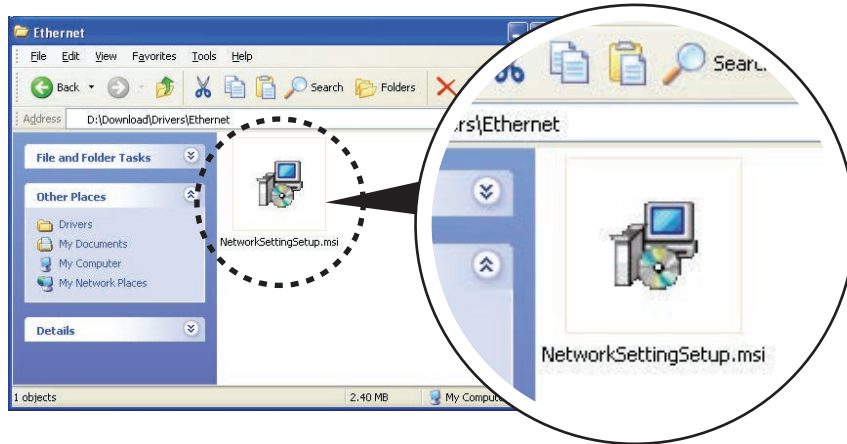 Ethernet
File Edit View Favorites Tools Help
Back Search Folders
Address D:\Download\Drivers\Ethernet
File and Folder Tasks
Other Places
Drivers
My Documents
My Computer
My Network Places
Details
NetworkSettingSetup.msi
1 objects 2.40 MB My Compute
Searc
rs\Ethernet
NetworkSettingSetup.msi